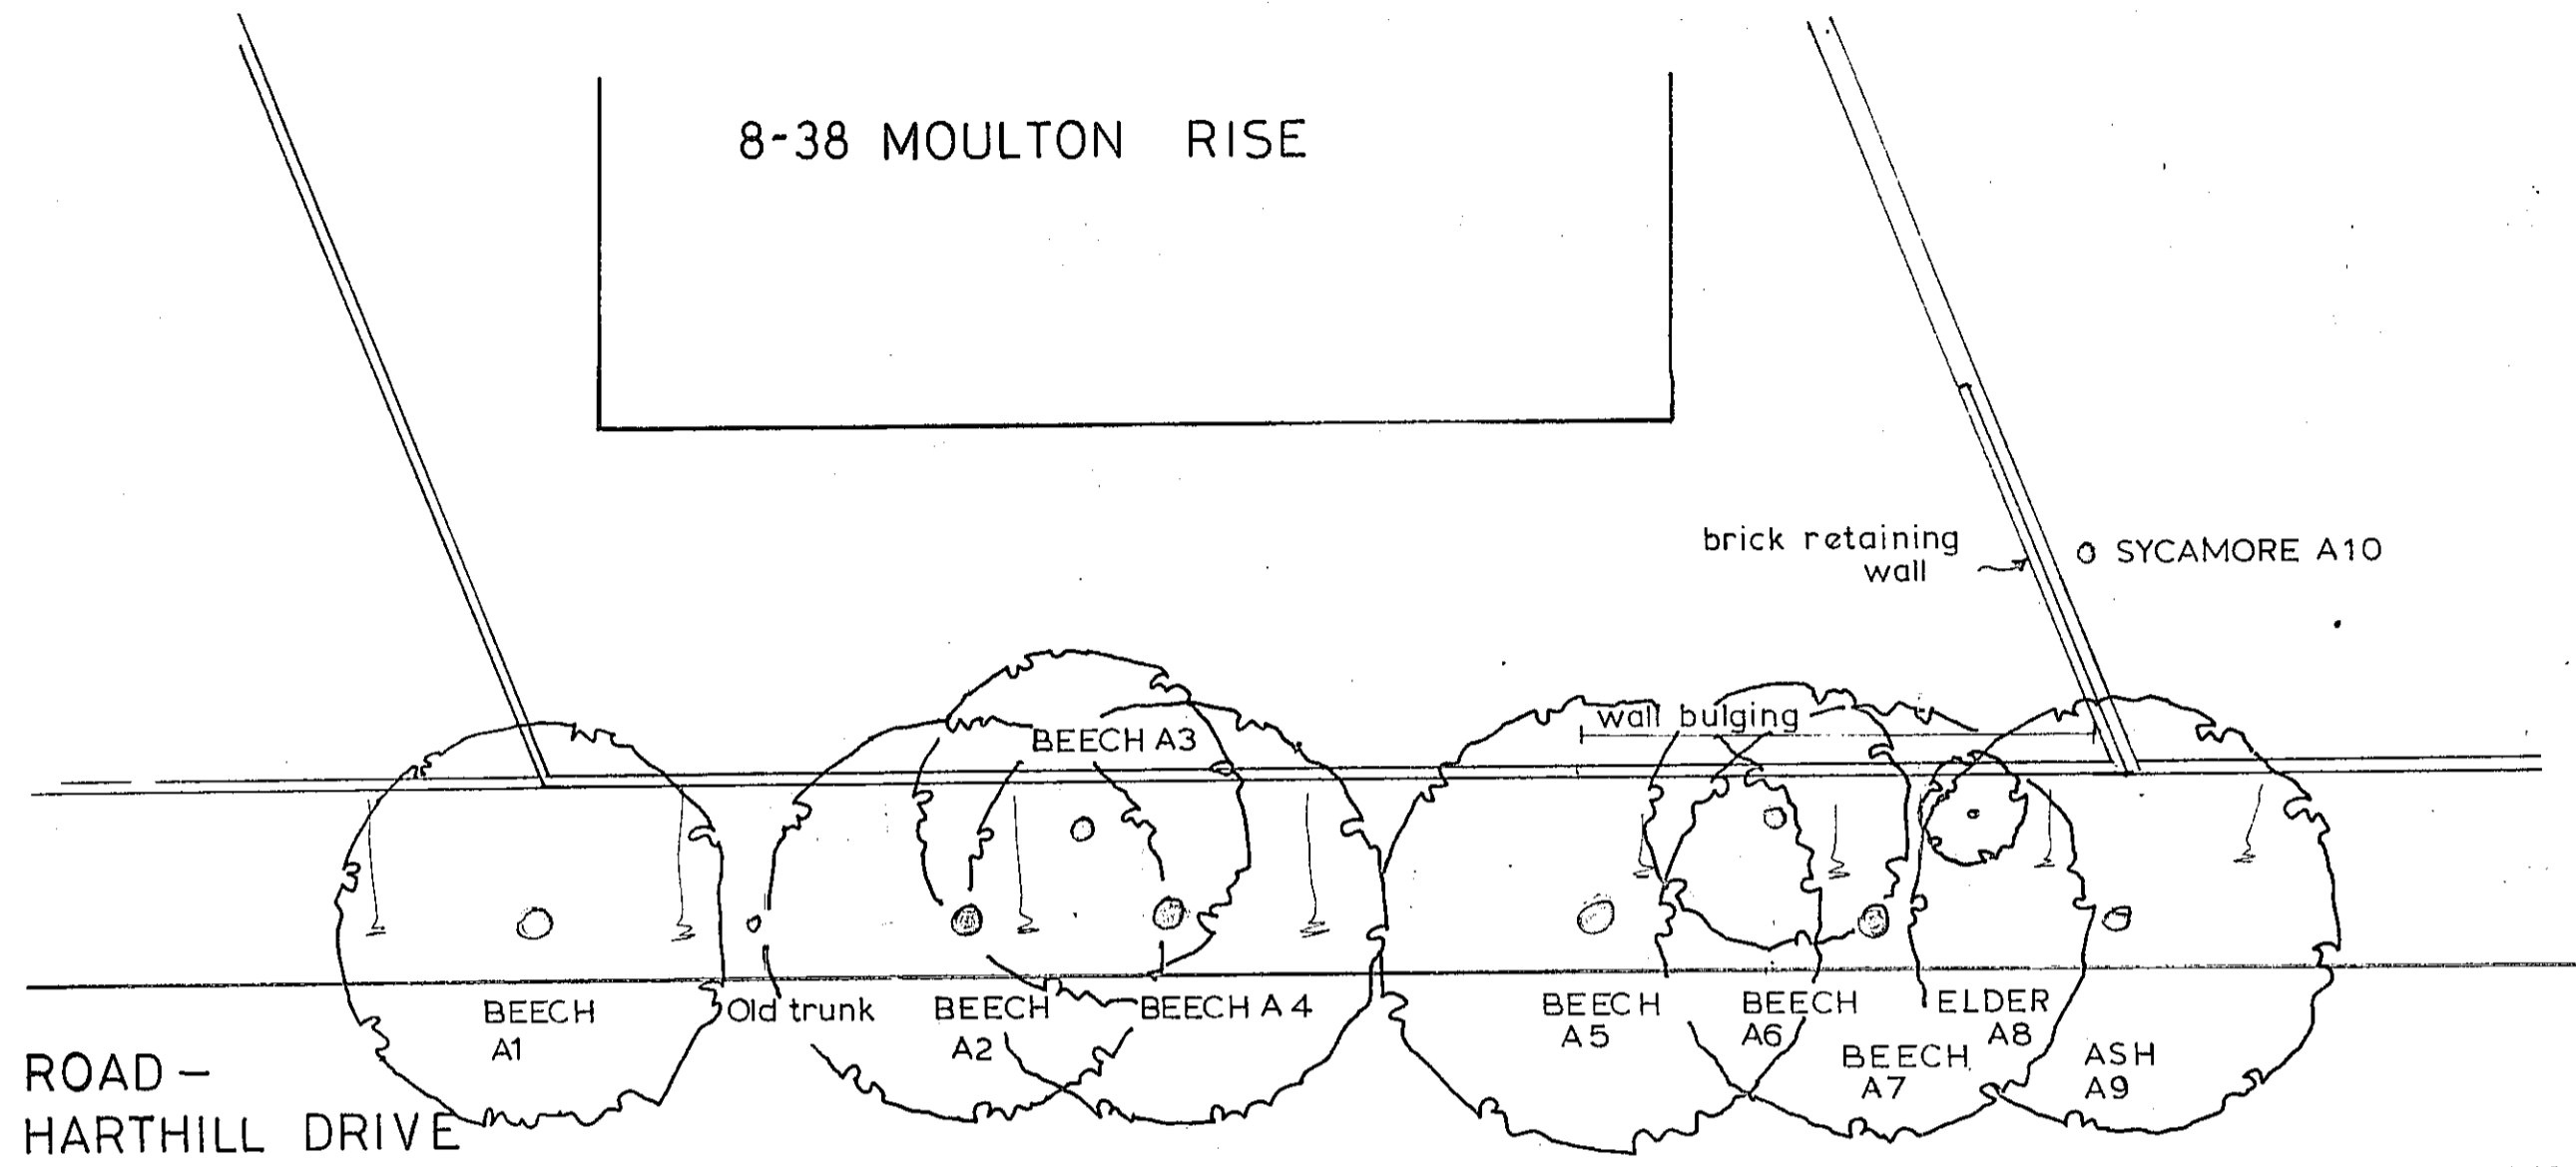 8-38 MOULTON RISE
brick retaining
wall
SYCAMORE A10
wall bulging
BEECH A3
BEECH
A1
Old trunk
BEECH
A2
BEECH A4
BEECH
A5
BEECH
A6
ELDER
A8
BEECH
A7
ASH
A9
ROAD –
HARTHILL DRIVE